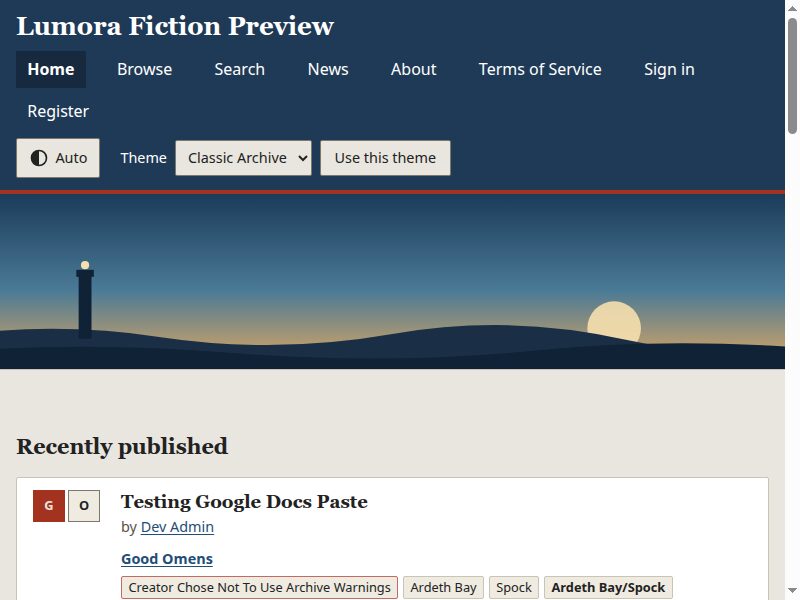 Lumora Fiction Preview
Home Browse Search News About Terms of Service Sign in
Register
Auto Theme Classic Archive Use this theme
Recently published
G O Testing Google Docs Paste
by Dev Admin
Good Omens
Creator Chose Not To Use Archive Warnings Ardeth Bay Spock Ardeth Bay/Spock